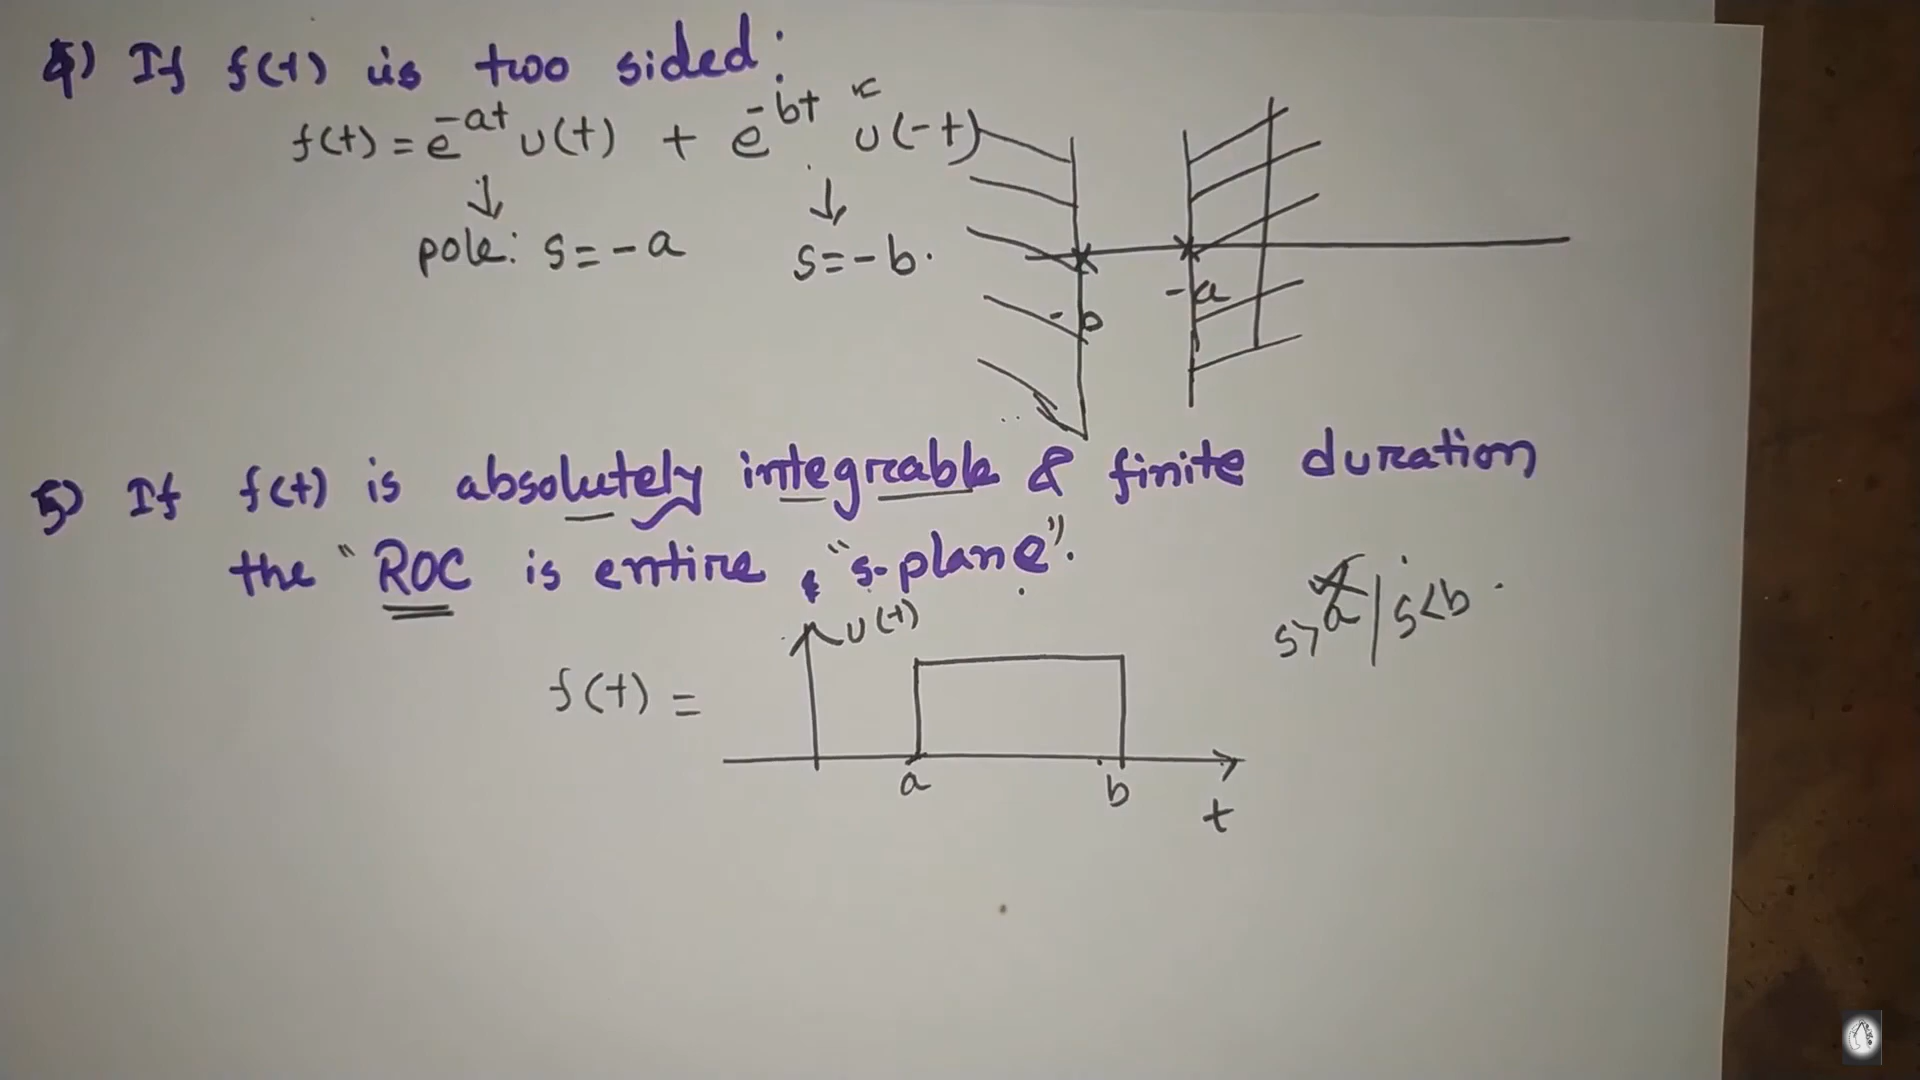 4) If f(t) is two sided:
f(t) = e^-at u(t) + e^-bt u(-t)
pole: s=-a s=-b.
-a
-b
5) If f(t) is absolutely integrable & finite duration
the "ROC is entire "s-plane".
s>a / s<b
u(t)
f(t) =
a b
t